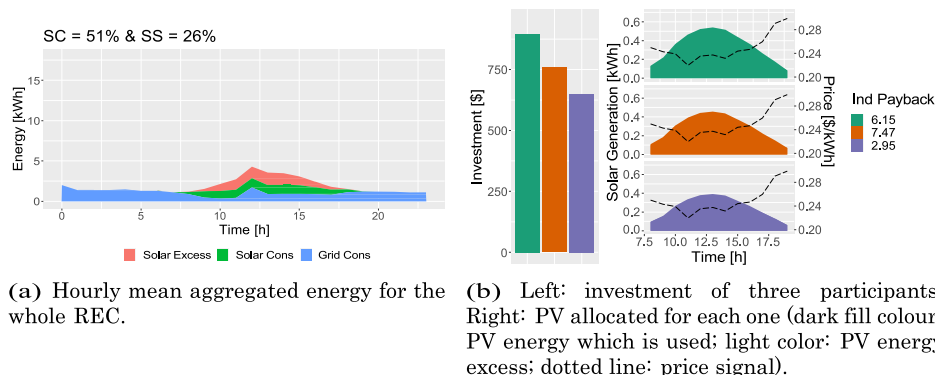 SC = 51% & SS = 26%
Energy [kWh]
15
10
5
0
0 5 10 15 20
Time [h]
Solar Excess Solar Cons Grid Cons
(a) Hourly mean aggregated energy for the
whole REC.
Investment [$]
750
500
250
0
Solar Generation [kWh]
0.6
0.4
0.2
0.0
0.28
0.24
0.20
0.6
0.4
0.2
0.0
0.28
0.24
0.20
0.6
0.4
0.2
0.0
0.28
0.24
0.20
Price [$/kWh]
7.5 10.0 12.5 15.0 17.5
Time [h]
Ind Payback
6.15
7.47
2.95
(b) Left: investment of three participants
Right: PV allocated for each one (dark fill colour
PV energy which is used; light color: PV energy
excess; dotted line: price signal).